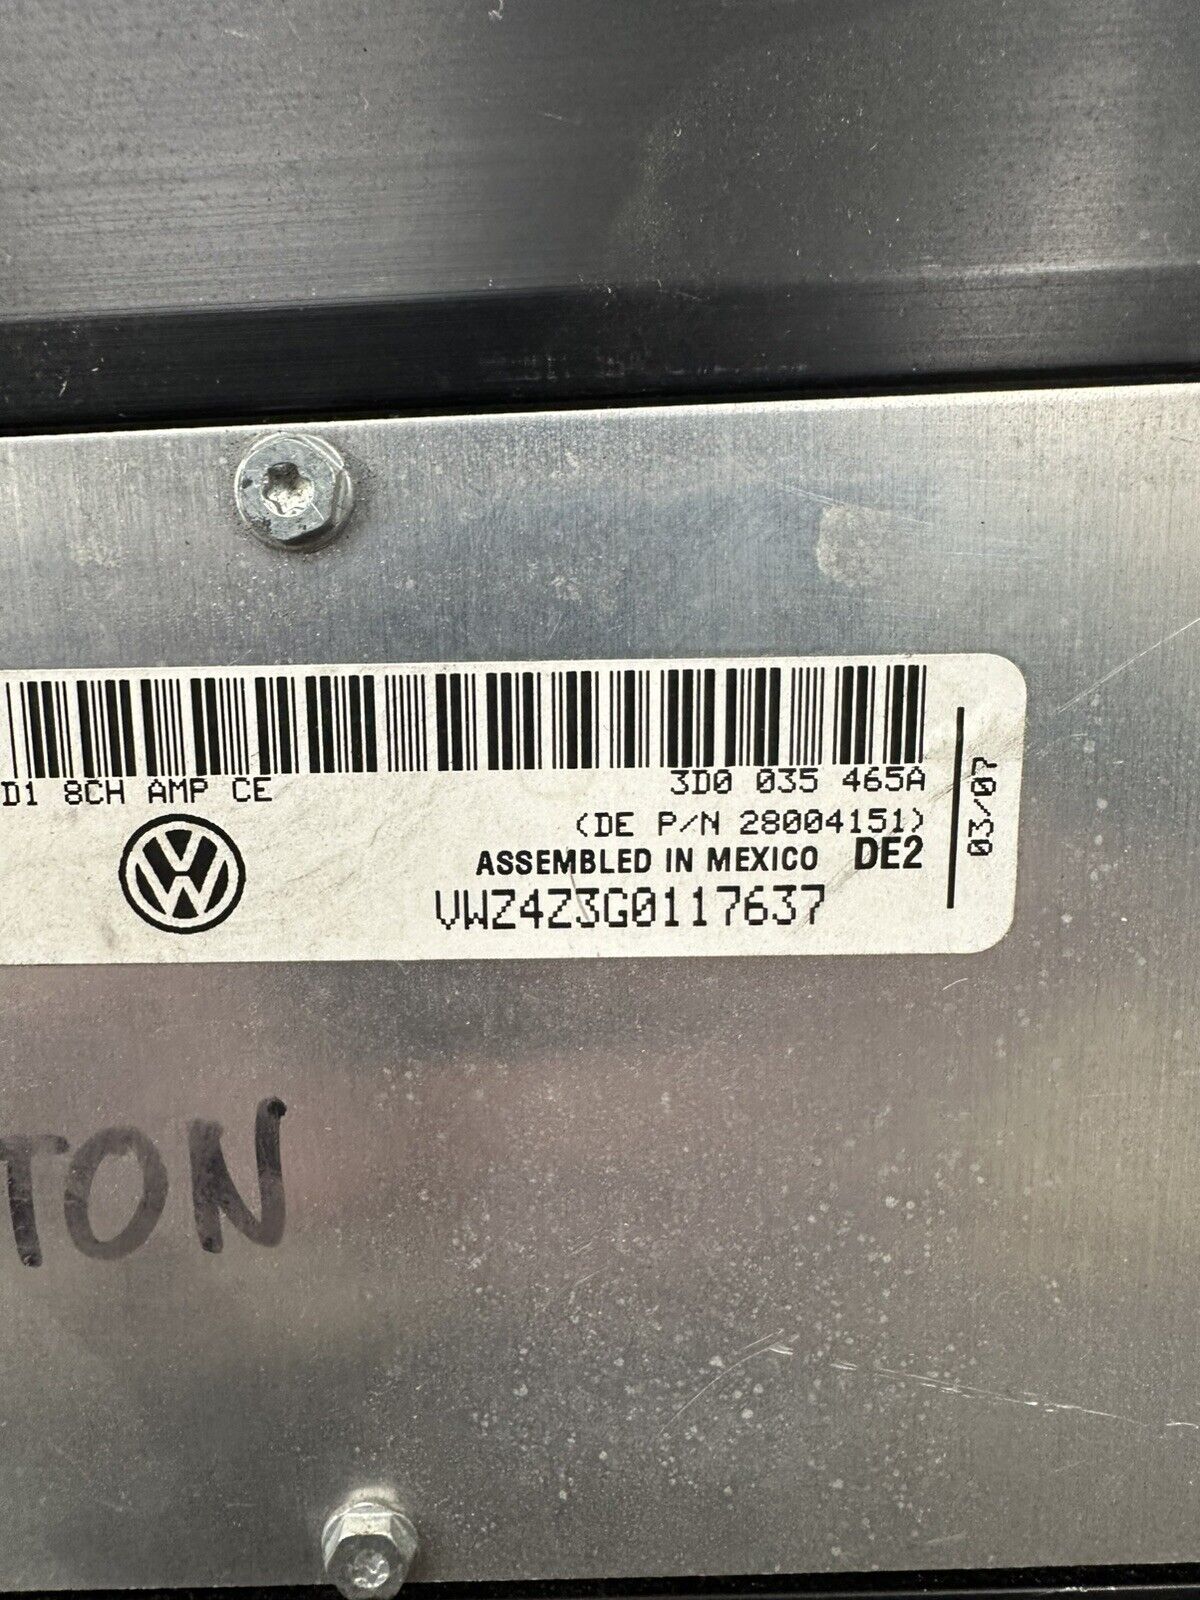 D1 8CH AMP CE
3D0 035 465A
(DE P/N 28004151)
ASSEMBLED IN MEXICO DE2
VWZ4Z3G0117637
03/07
TON